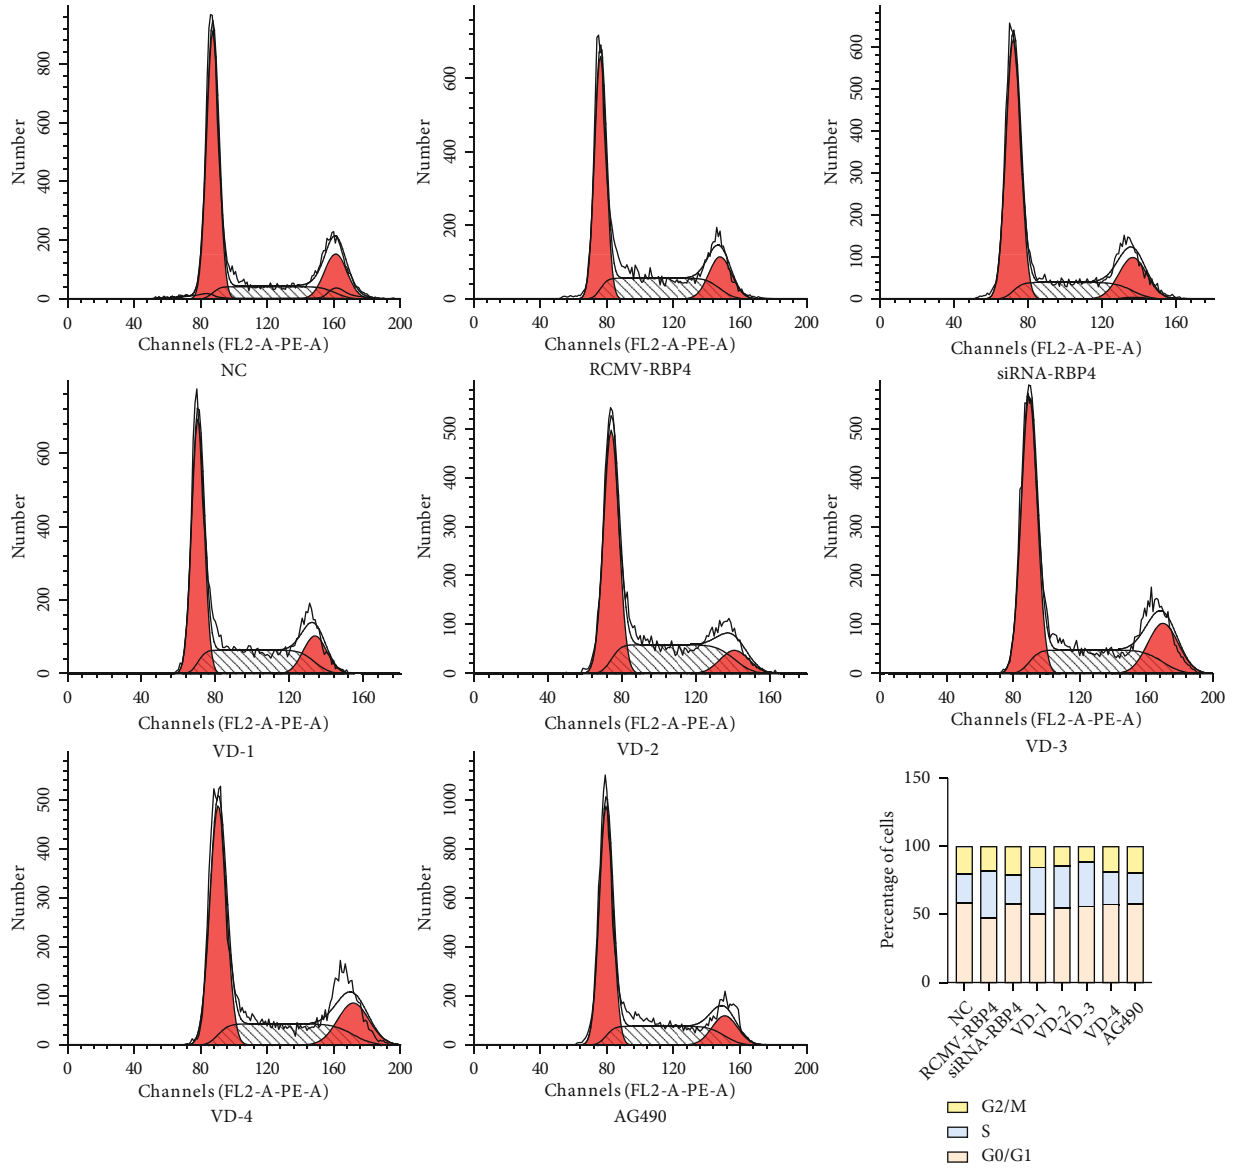 Number
800
600
400
200
0
0 40 80 120 160 200
Channels (FL2-A-PE-A)
NC
Number
600
400
200
0
0 40 80 120 160 200
Channels (FL2-A-PE-A)
RCMV-RBP4
Number
600
500
400
300
200
100
0
0 40 80 120 160
Channels (FL2-A-PE-A)
siRNA-RBP4
Number
600
400
200
0
0 40 80 120 160
Channels (FL2-A-PE-A)
VD-1
Number
500
400
300
200
100
0
0 40 80 120 160
Channels (FL2-A-PE-A)
VD-2
Number
500
400
300
200
100
0
0 40 80 120 160 200
Channels (FL2-A-PE-A)
VD-3
Number
500
400
300
200
100
0
0 40 80 120 160 200
Channels (FL2-A-PE-A)
VD-4
Number
1000
800
600
400
200
0
0 40 80 120 160 200
Channels (FL2-A-PE-A)
AG490
Percentage of cells
150
100
50
0
NC
RCMV-RBP4
siRNA-RBP4
VD-1
VD-2
VD-3
VD-4
AG490
G2/M
S
G0/G1